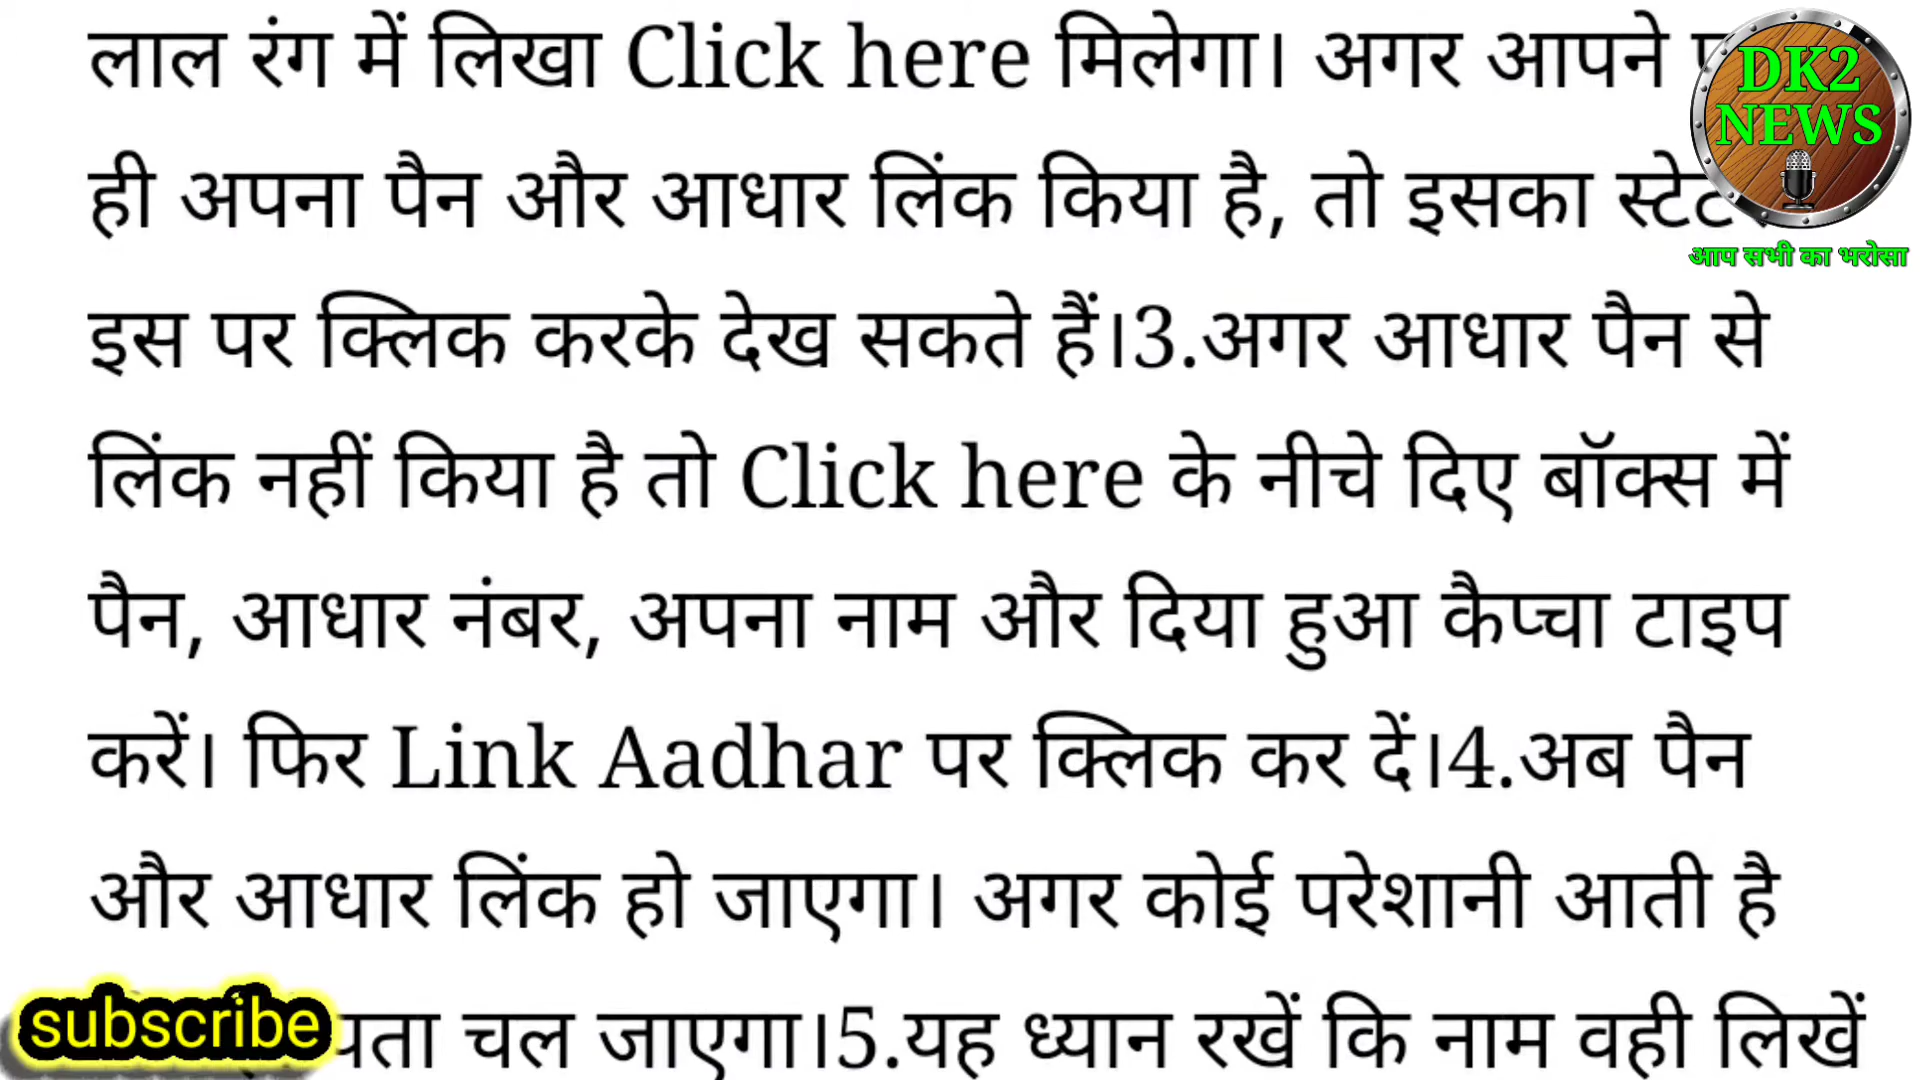 लाल रंग में लिखा Click here मिलेगा। अगर आपने
ही अपना पैन और आधार लिंक किया है, तो इसका
इस पर क्लिक करके देख सकते हैं।3.अगर आधार पैन से
लिंक नहीं किया है तो Click here के नीचे दिए बॉक्स में
पैन, आधार नंबर, अपना नाम और दिया हुआ कैप्चा टाइप
करें। फिर Link Aadhar पर क्लिक कर दें।4.अब पैन
और आधार लिंक हो जाएगा। अगर कोई परेशानी आती है
चल जाएगा।5.यह ध्यान रखें कि नाम वही लिखें
DK2
NEWS
आप सभी का भरोसा
subscribe